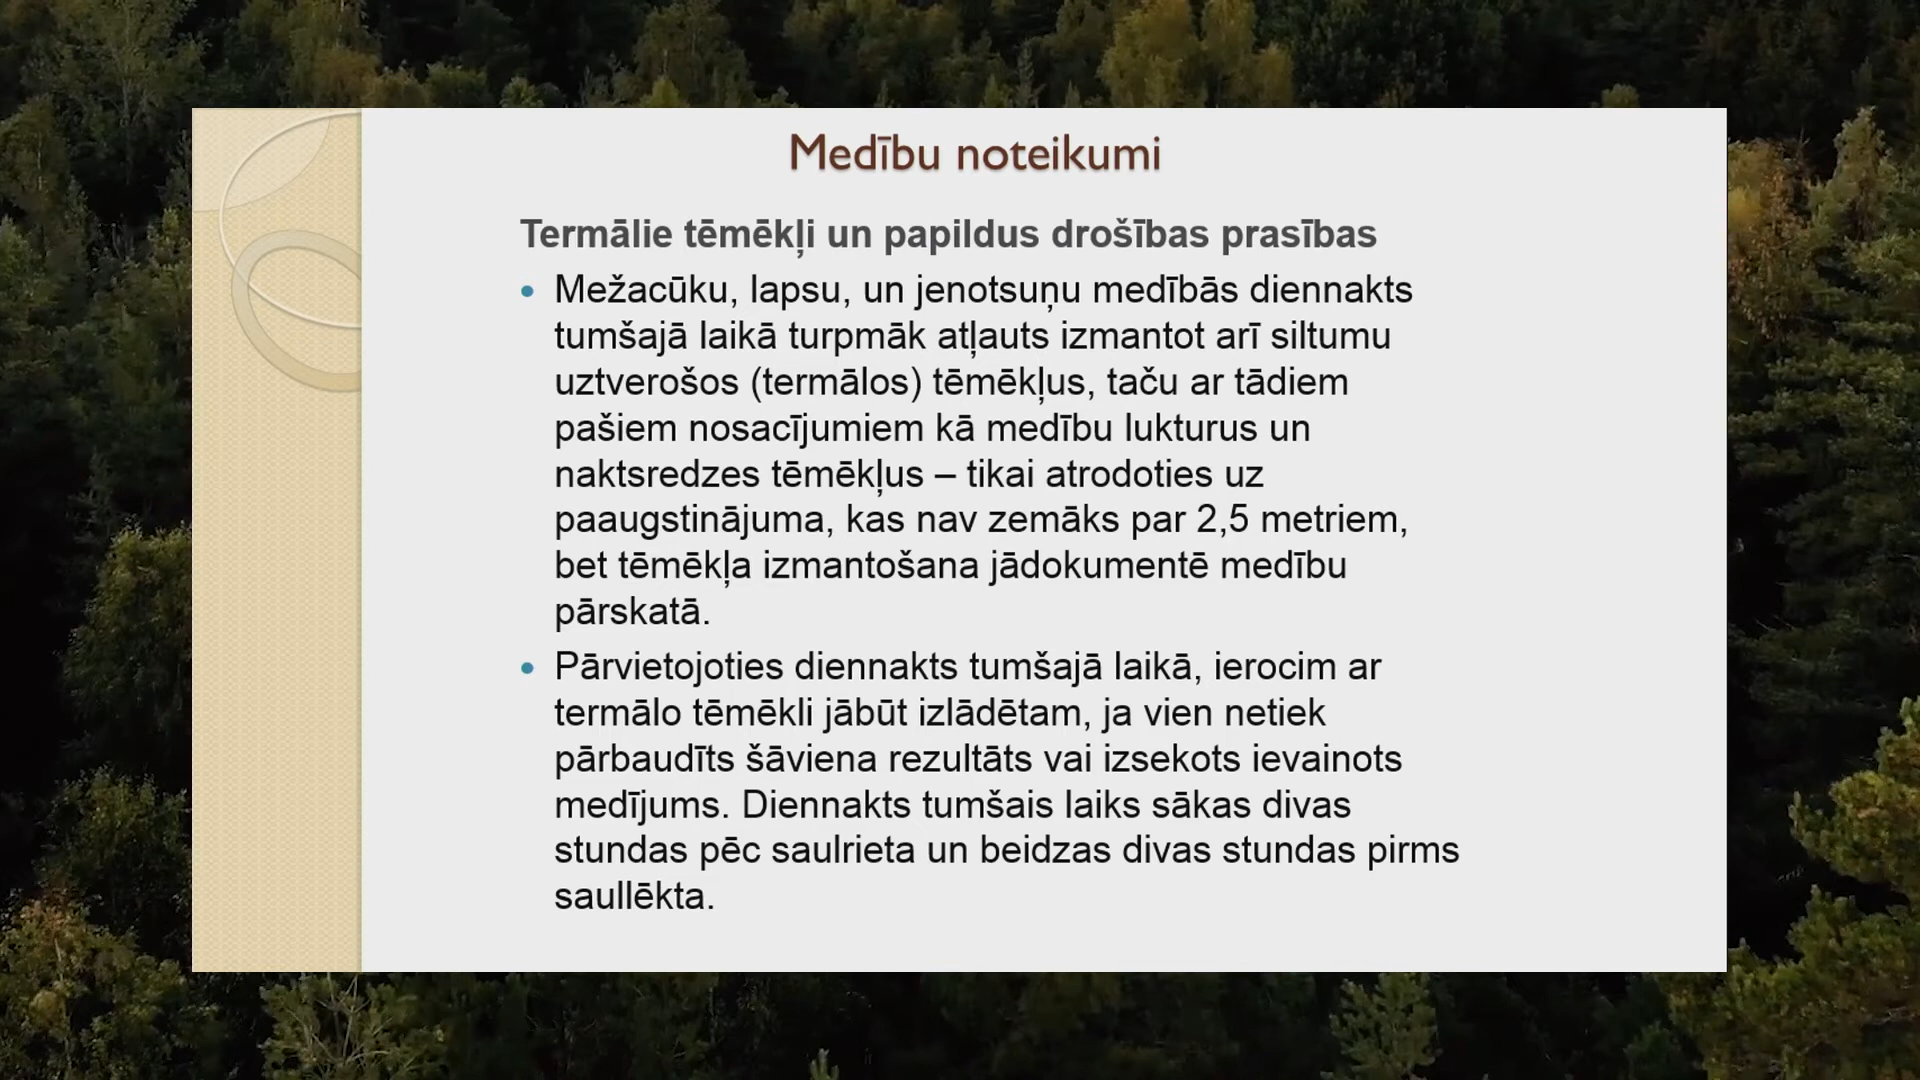 Medību noteikumi
Termālie tēmēkļi un papildus drošības prasības
• Mežacūku, lapsu, un jenotsuņu medībās diennakts
tumšajā laikā turpmāk atļauts izmantot arī siltumu
uztverošos (termālos) tēmēkļus, taču ar tādiem
pašiem nosacījumiem kā medību lukturus un
naktsredzes tēmēkļus – tikai atrodoties uz
paaugstinājuma, kas nav zemāks par 2,5 metriem,
bet tēmēkļa izmantošana jādokumentē medību
pārskatā.
• Pārvietojoties diennakts tumšajā laikā, ierocim ar
termālo tēmēkli jābūt izlādētam, ja vien netiek
pārbaudīts šāviena rezultāts vai izsekots ievainots
medījums. Diennakts tumšais laiks sākas divas
stundas pēc saulrieta un beidzas divas stundas pirms
saullēkta.